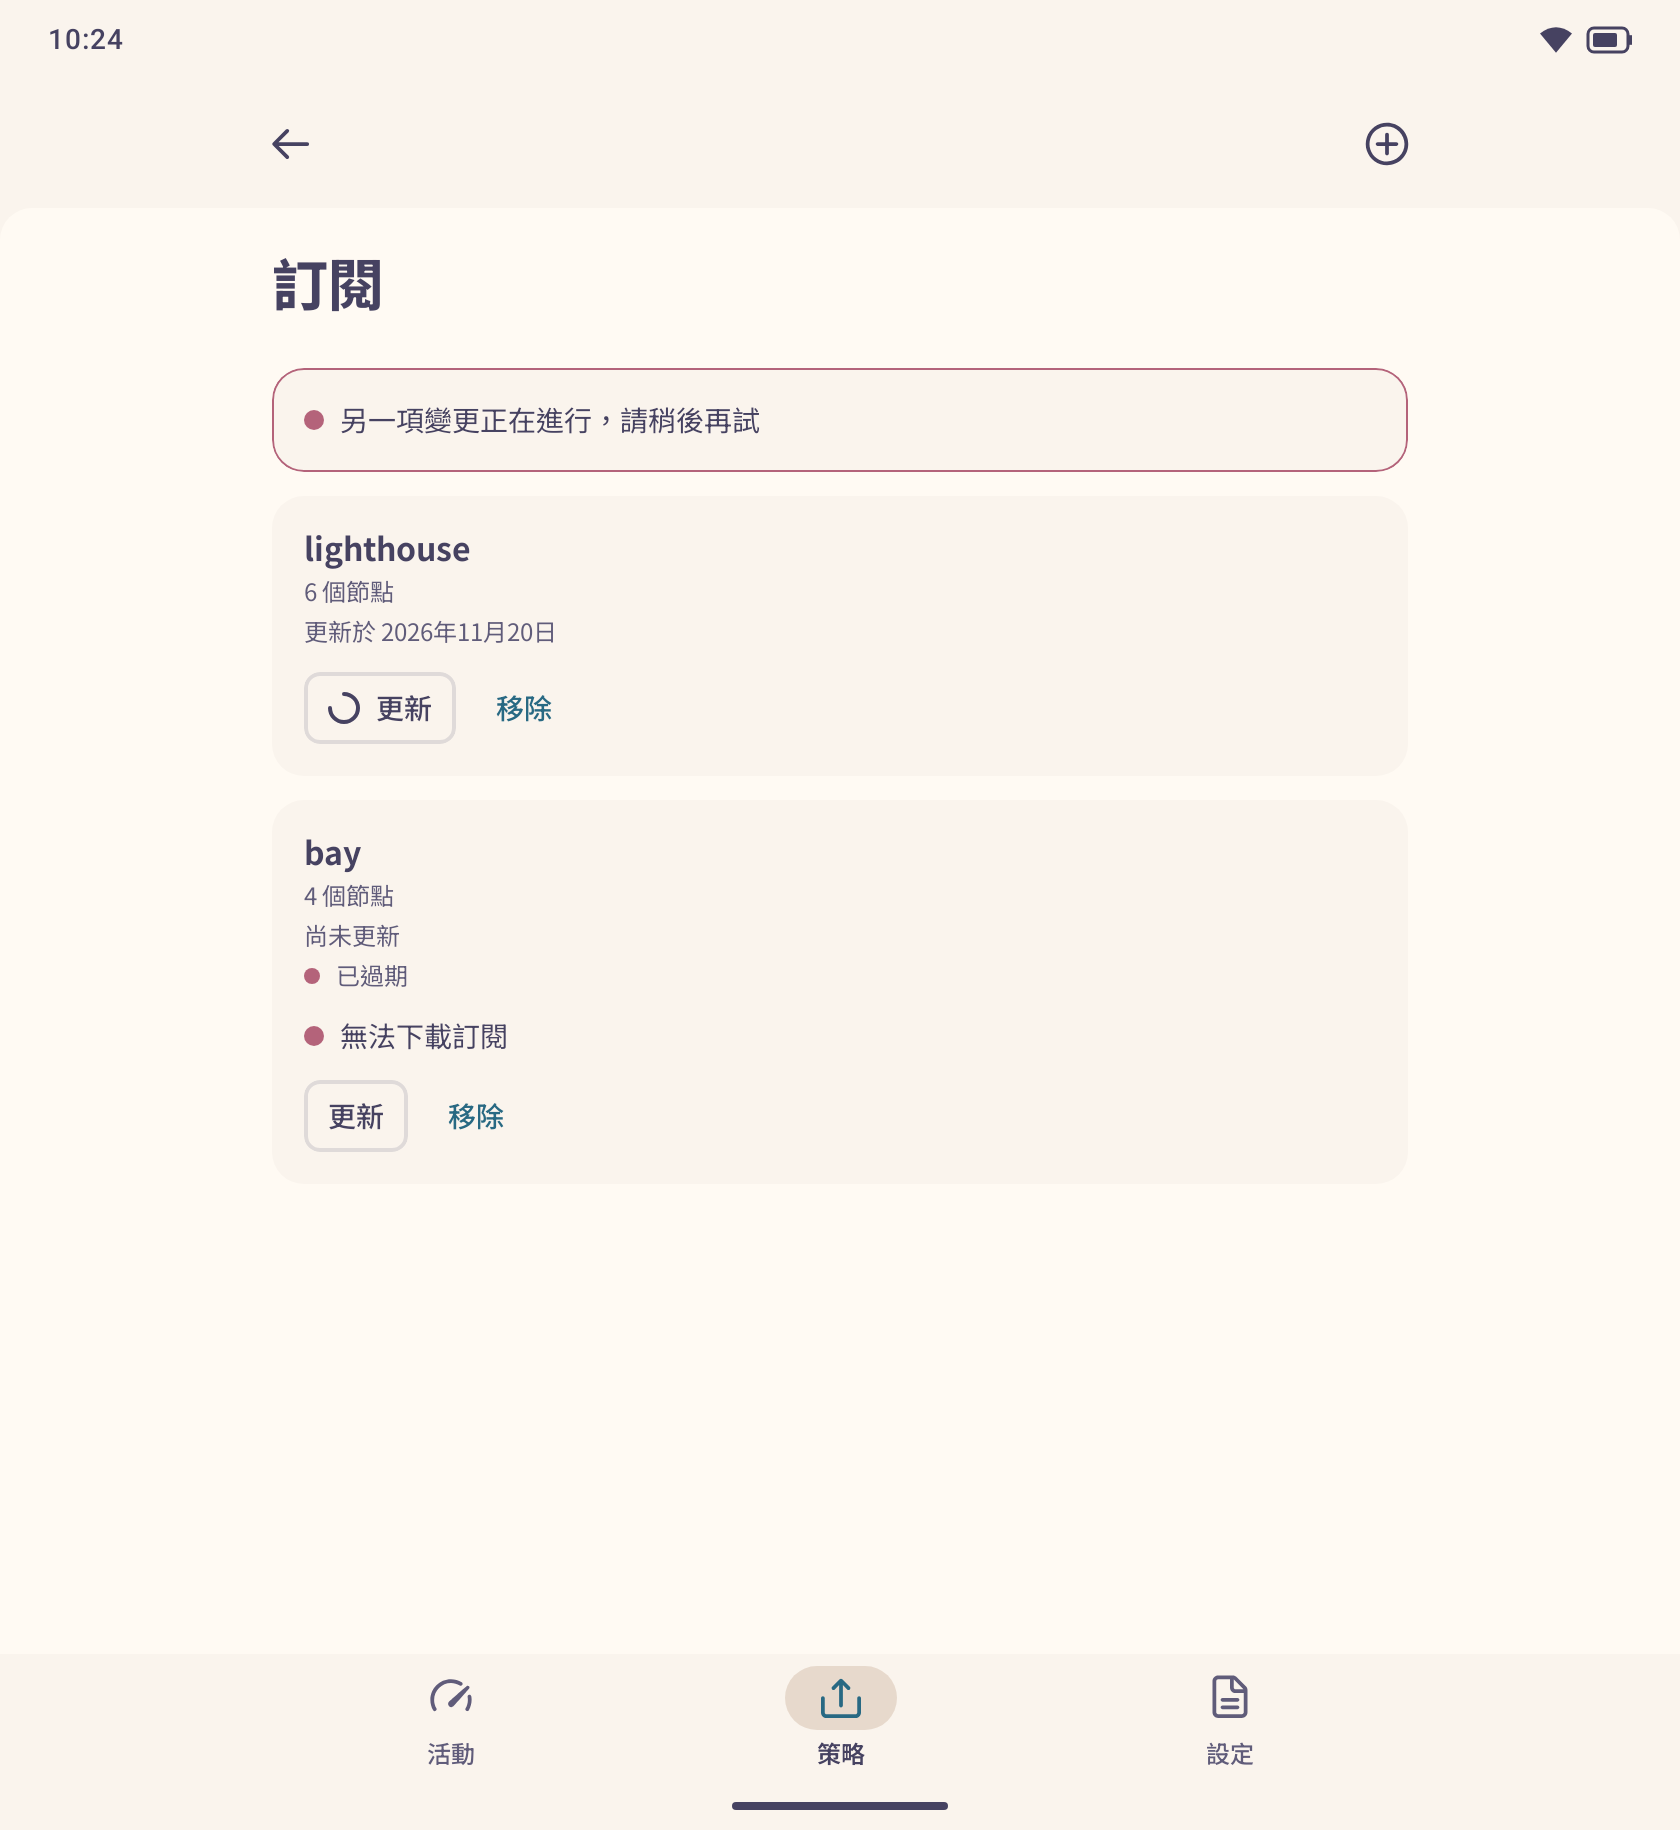 10:24
訂閱
另一項變更正在進行，請稍後再試
lighthouse
6 個節點
更新於 2026年11月20日
更新
移除
bay
4 個節點
尚未更新
已過期
無法下載訂閱
更新
移除
活動
策略
設定